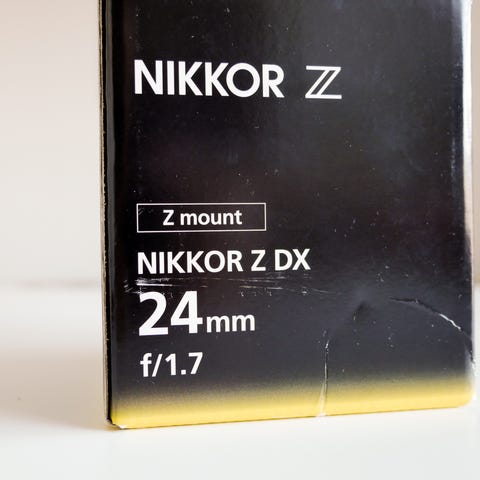 NIKKOR Z
Z mount
NIKKOR Z DX
24mm
f/1.7